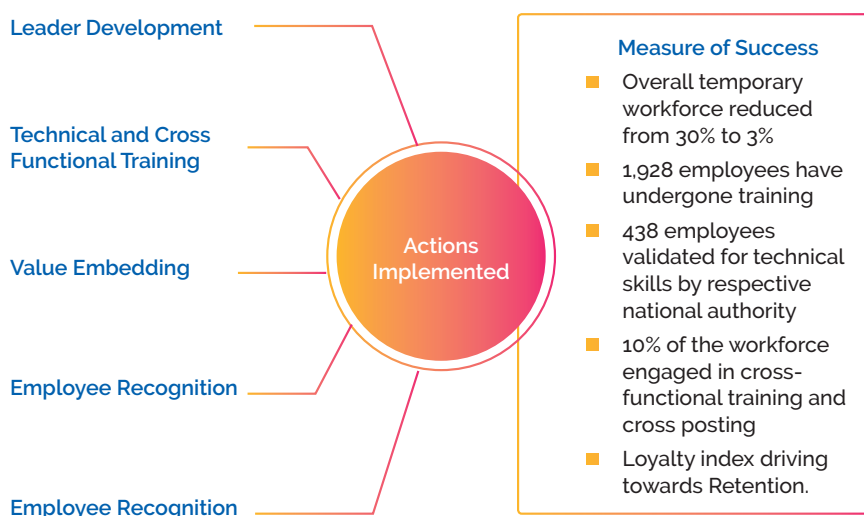 Leader Development
Technical and Cross
Functional Training
Value Embedding
Employee Recognition
Employee Recognition
Actions
Implemented
Measure of Success
Overall temporary
workforce reduced
from 30% to 3%
1,928 employees have
undergone training
438 employees
validated for technical
skills by respective
national authority
10% of the workforce
engaged in cross-
functional training and
cross posting
Loyalty index driving
towards Retention.